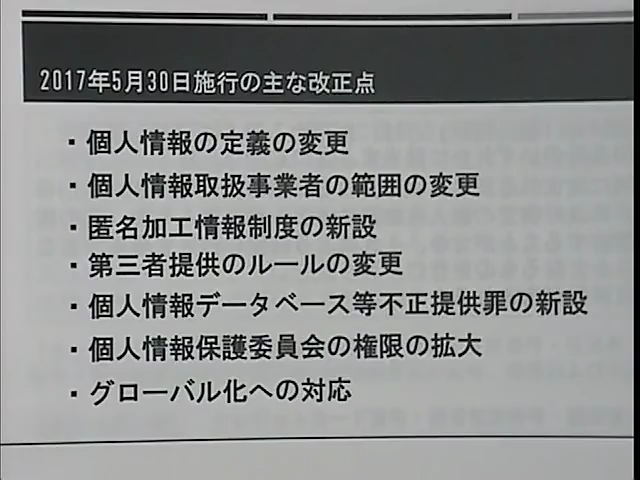 2017年5月30日施行の主な改正点
・個人情報の定義の変更
・個人情報取扱事業者の範囲の変更
・匿名加工情報制度の新設
・第三者提供のルールの変更
・個人情報データベース等不正提供罪の新設
・個人情報保護委員会の権限の拡大
・グローバル化への対応